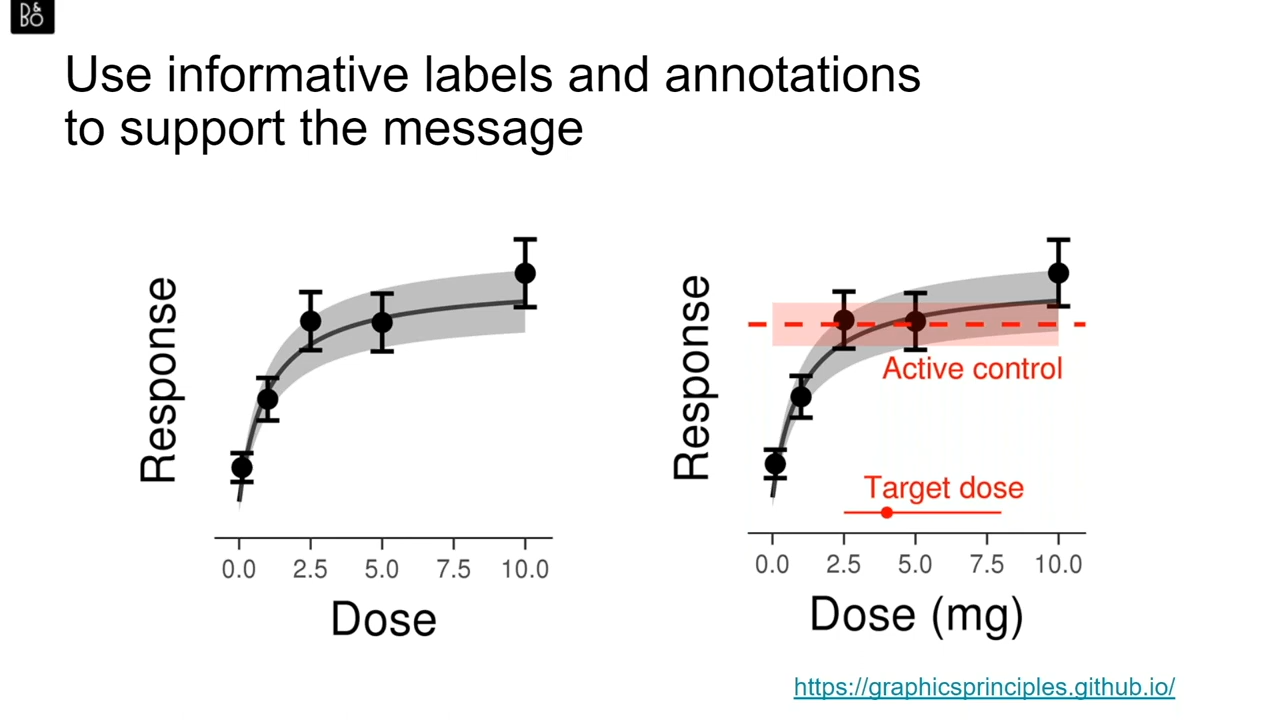 B&O
Use informative labels and annotations
to support the message
Response
0.0 2.5 5.0 7.5 10.0
Dose
Response
Active control
Target dose
0.0 2.5 5.0 7.5 10.0
Dose (mg)
https://graphicsprinciples.github.io/